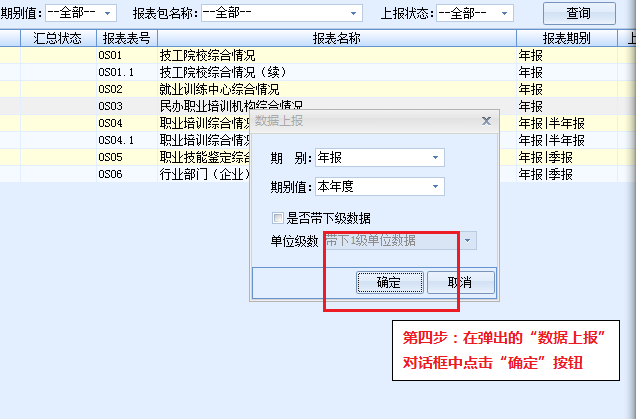 期别值: --全部-- 报表包名称: --全部-- 上报状态: --全部-- 查询
汇总状态 报表表号 报表名称 报表期别
0S01 技工院校综合情况 年报
0S01.1 技工院校综合情况（续） 年报
0S02 就业训练中心综合情况 年报
0S03 民办职业培训机构综合情况 年报
0S04 职业培训综合情况 年报|半年报
0S04.1 职业培训综合情况 年报|半年报
0S05 职业技能鉴定综合 年报|季报
0S06 行业部门（企业） 年报|季报
数据上报
期 别: 年报
期别值: 本年度
是否带下级数据
单位级数 带下1级单位数据
确定 取消
第四步：在弹出的“数据上报”
对话框中点击“确定”按钮